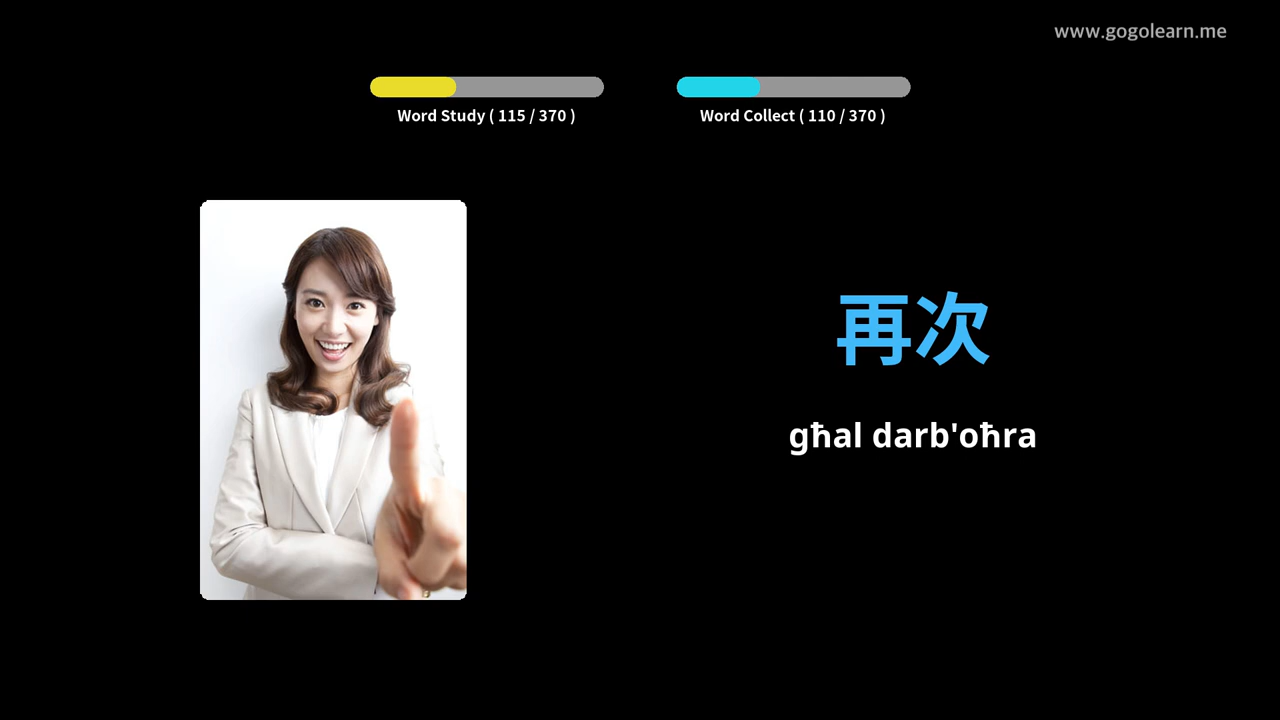 www.gogolearn.me
Word Study ( 115 / 370 )
Word Collect ( 110 / 370 )
再次
għal darb'oħra